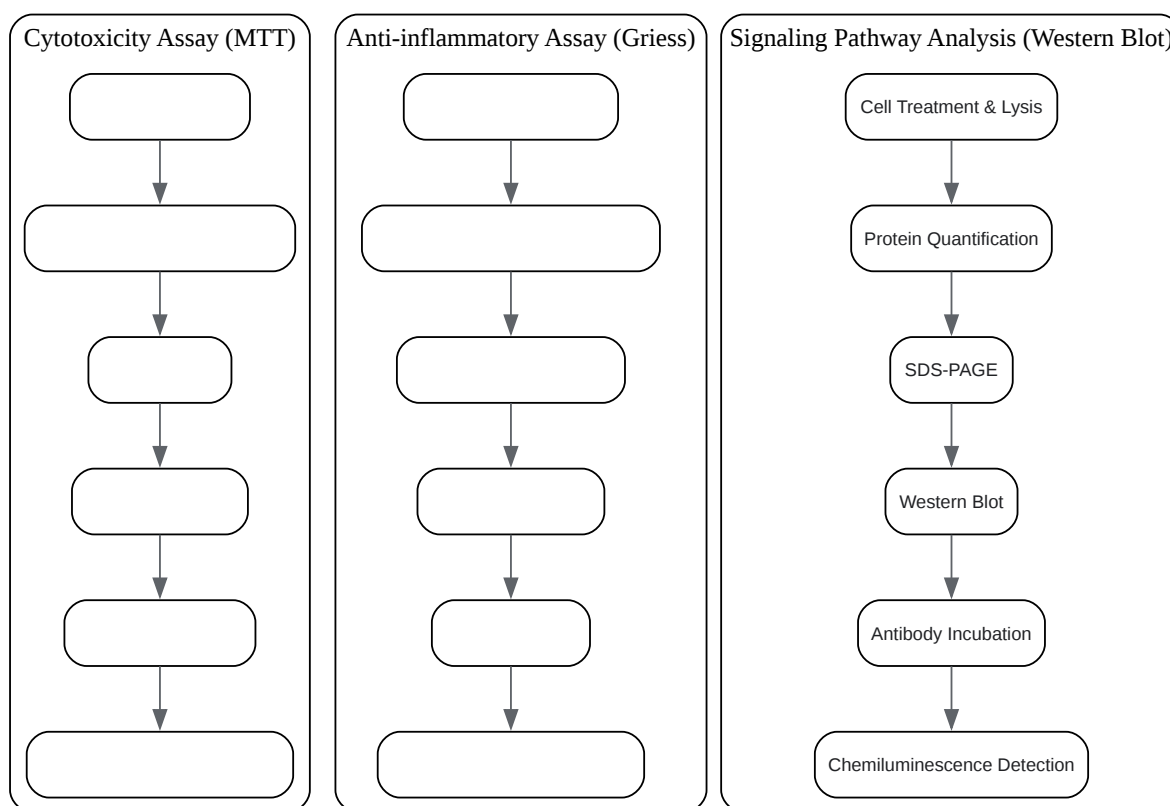 Cytotoxicity Assay (MTT)
Anti-inflammatory Assay (Griess)
Signaling Pathway Analysis (Western Blot)
Cell Treatment & Lysis
Protein Quantification
SDS-PAGE
Western Blot
Antibody Incubation
Chemiluminescence Detection